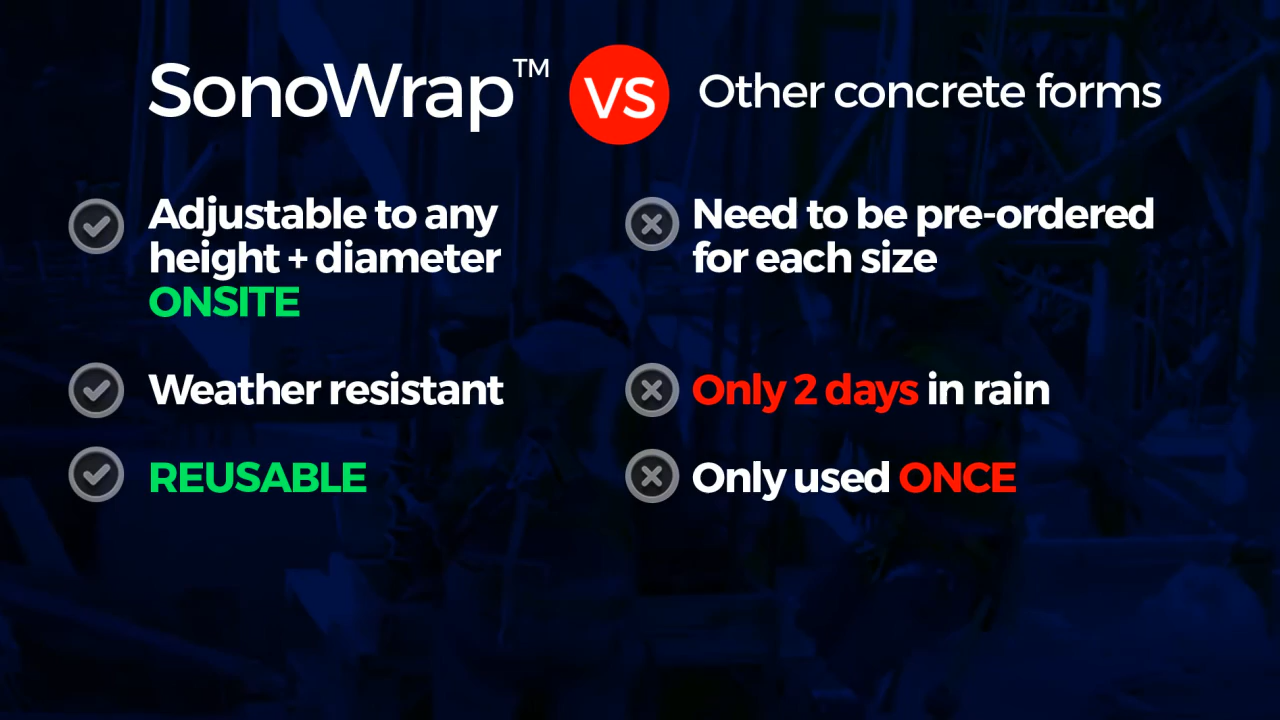 SonoWrap™ VS Other concrete forms
Adjustable to any
height + diameter
ONSITE
Need to be pre-ordered
for each size
Weather resistant
Only 2 days in rain
REUSABLE
Only used ONCE